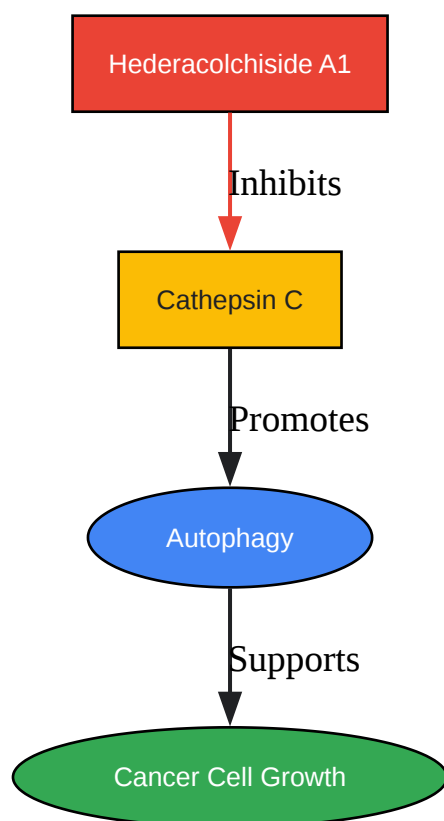 Hederacolchiside A1
Inhibits
Cathepsin C
Promotes
Autophagy
Supports
Cancer Cell Growth